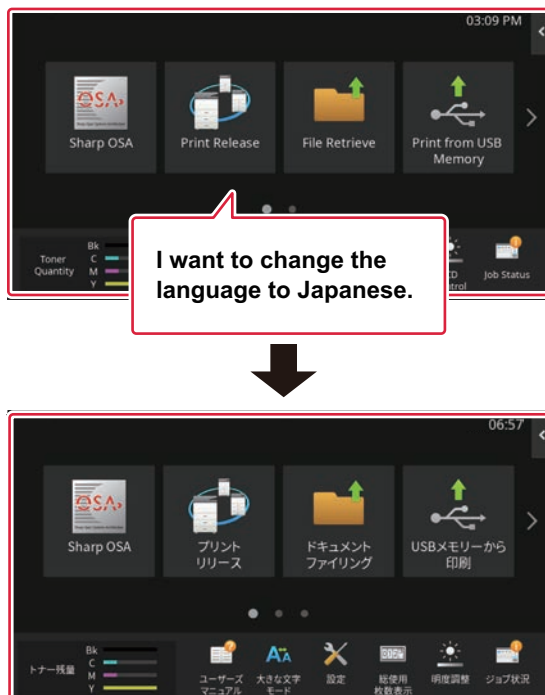 03:09 PM
OSA
Sharp OSA
Print Release
File Retrieve
Print from USB
Memory
I want to change the
language to Japanese.
Toner
Quantity
Bk
C
M
Y
Job Status
06:57
OSA
Sharp OSA
プリント
リリース
ドキュメント
ファイリング
USBメモリーから
印刷
トナー残量
Bk
C
M
Y
ユーザーズ
マニュアル
大きな文字
モード
設定
総使用
枚数表示
明度調整
ジョブ状況